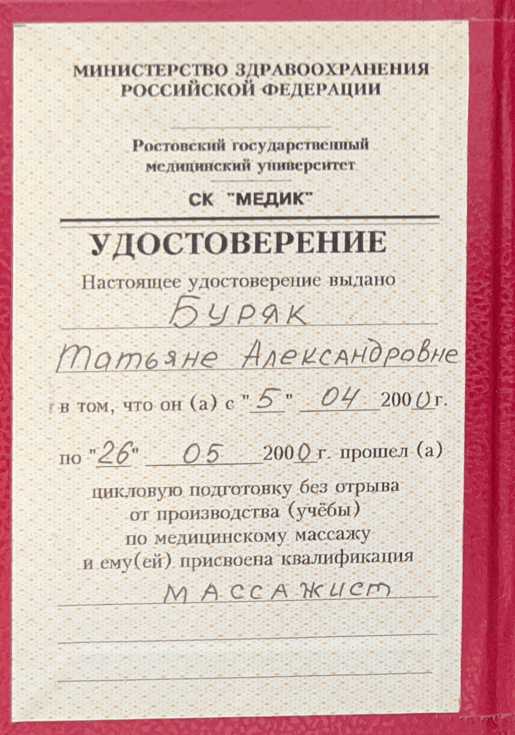 МИНИСТЕРСТВО ЗДРАВООХРАНЕНИЯ
РОССИЙСКОЙ ФЕДЕРАЦИИ
Ростовский государственный
медицинский университет
СК "МЕДИК"
УДОСТОВЕРЕНИЕ
Настоящее удостоверение выдано
Буряк
Татьяне Александровне
в том, что он (а) с "5" 04 2000г.
по "26" 05 2000г. прошел (а)
цикловую подготовку без отрыва
от производства (учёбы)
по медицинскому массажу
и ему(ей) присвоена квалификация
массажист